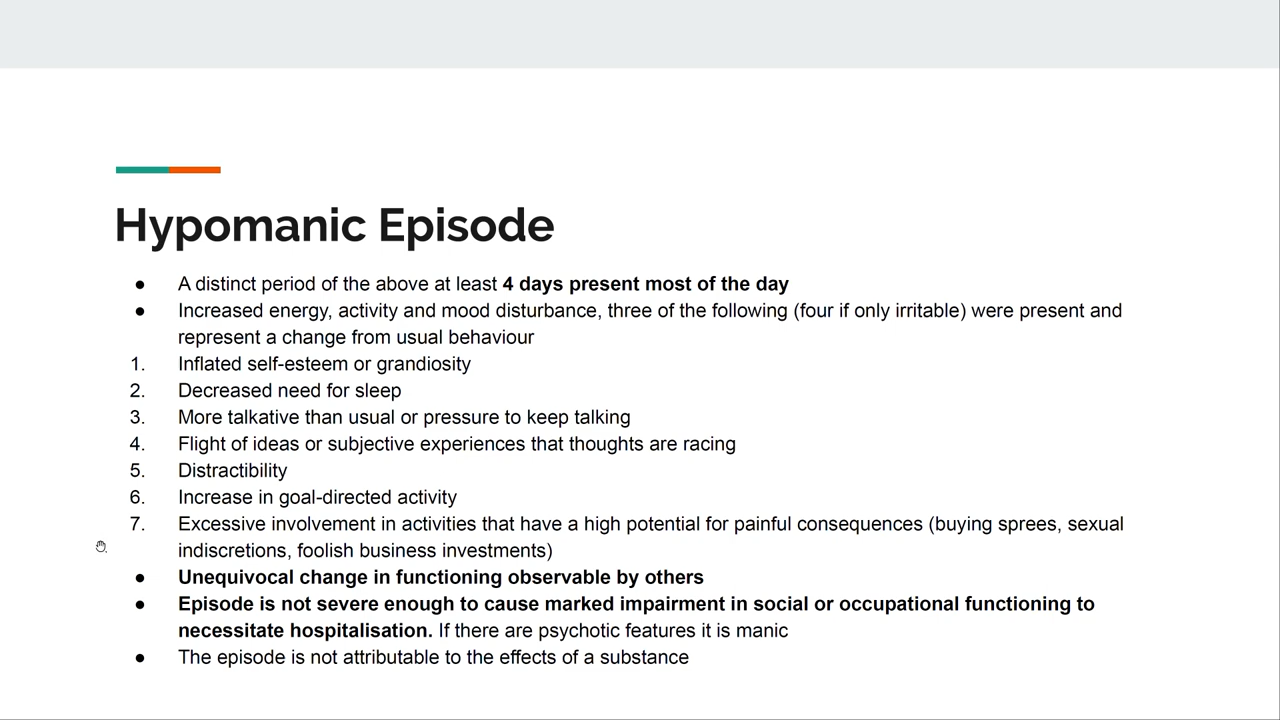 Hypomanic Episode
● A distinct period of the above at least 4 days present most of the day
● Increased energy, activity and mood disturbance, three of the following (four if only irritable) were present and
represent a change from usual behaviour
1. Inflated self-esteem or grandiosity
2. Decreased need for sleep
3. More talkative than usual or pressure to keep talking
4. Flight of ideas or subjective experiences that thoughts are racing
5. Distractibility
6. Increase in goal-directed activity
7. Excessive involvement in activities that have a high potential for painful consequences (buying sprees, sexual
indiscretions, foolish business investments)
● Unequivocal change in functioning observable by others
● Episode is not severe enough to cause marked impairment in social or occupational functioning to
necessitate hospitalisation. If there are psychotic features it is manic
● The episode is not attributable to the effects of a substance